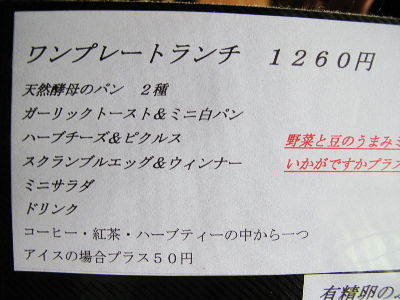 ワンプレートランチ　１２６０円
天然酵母のパン　２種
ガーリックトースト＆ミニ白パン
ハーブチーズ＆ピクルス
スクランブルエッグ＆ウィンナー
ミニサラダ
ドリンク
コーヒー・紅茶・ハーブティーの中から一つ
アイスの場合プラス５０円
野菜と豆のうまみミ
いかがですかプラス
有精卵の